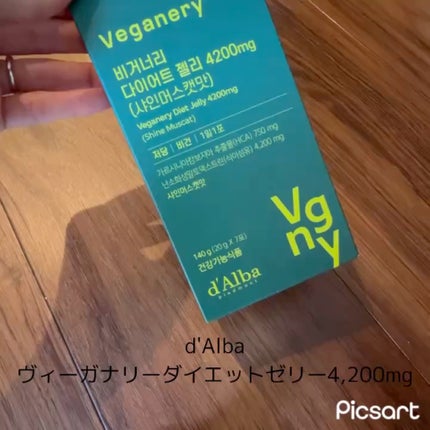 Veganery
비거너리
다이어트 젤리 4200mg
(샤인머스캣맛)
Veganery Diet Jelly 4200mg
(Shine Muscat)
저당 | 비건 | 1일1포
가르시니아캄보지아 추출물(HCA) 750 mg
난소화성말토덱스트린(식이섬유) 4,200 mg
샤인머스캣맛
Vg
ny
140 g (20 g X 7포)
건강기능식품
d'Alba
PIEDMONT
d'Alba
ヴィーガナリーダイエットゼリー4,200mg
Picsart